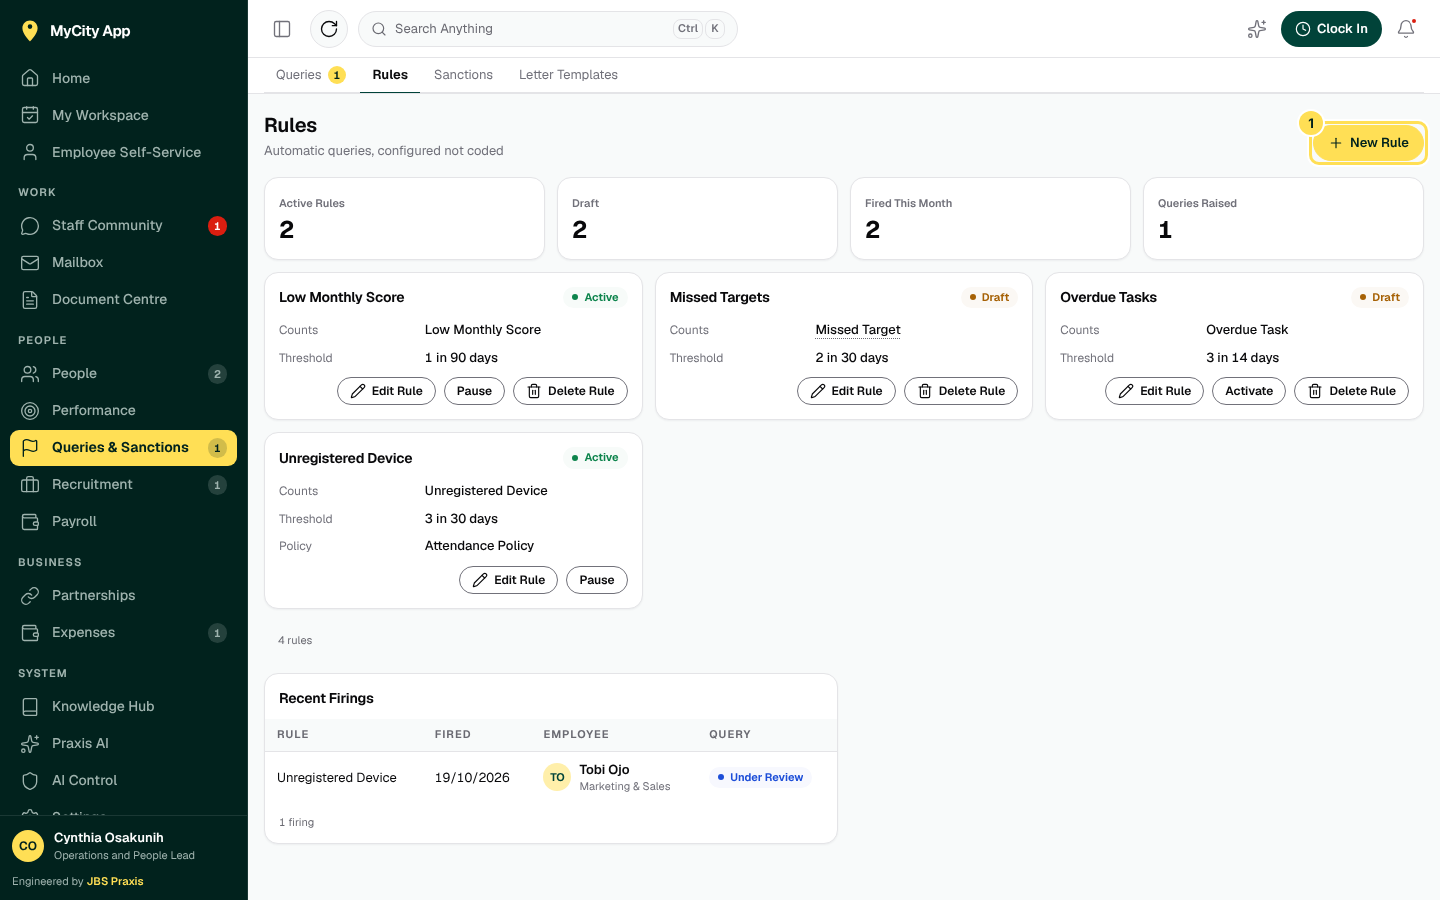 MyCity App
Home
My Workspace
Employee Self-Service
WORK
Staff Community 1
Mailbox
Document Centre
PEOPLE
People 2
Performance
Queries & Sanctions 1
Recruitment 1
Payroll
BUSINESS
Partnerships
Expenses 1
SYSTEM
Knowledge Hub
Praxis AI
AI Control
CO Cynthia Osakunih
Operations and People Lead
Engineered by JBS Praxis
Search Anything Ctrl K
Clock In
Queries 1 Rules Sanctions Letter Templates
Rules
Automatic queries, configured not coded
1 New Rule
Active Rules
2
Draft
2
Fired This Month
2
Queries Raised
1
Low Monthly Score Active
Counts Low Monthly Score
Threshold 1 in 90 days
Edit Rule Pause Delete Rule
Missed Targets Draft
Counts Missed Target
Threshold 2 in 30 days
Edit Rule Delete Rule
Overdue Tasks Draft
Counts Overdue Task
Threshold 3 in 14 days
Edit Rule Activate Delete Rule
Unregistered Device Active
Counts Unregistered Device
Threshold 3 in 30 days
Policy Attendance Policy
Edit Rule Pause
4 rules
Recent Firings
RULE FIRED EMPLOYEE QUERY
Unregistered Device 19/10/2026 TO Tobi Ojo Under Review
Marketing & Sales
1 firing